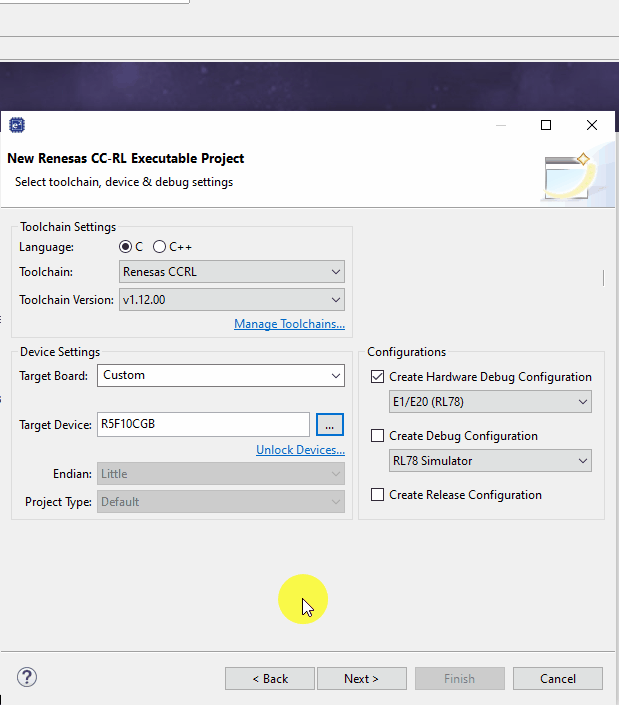 New Renesas CC-RL Executable Project
Select toolchain, device & debug settings
Toolchain Settings
Language: C C++
Toolchain: Renesas CCRL
Toolchain Version: v1.12.00
Manage Toolchains...
Device Settings
Target Board: Custom
Target Device: R5F10CGB ...
Unlock Devices...
Endian: Little
Project Type: Default
Configurations
Create Hardware Debug Configuration
E1/E20 (RL78)
Create Debug Configuration
RL78 Simulator
Create Release Configuration
? < Back Next > Finish Cancel